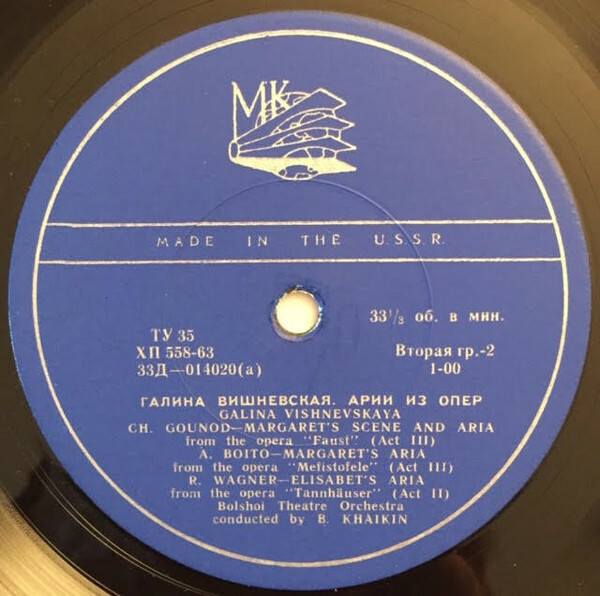 МК
MADE IN THE U.S.S.R.
ТУ 35
ХП 558-63
33Д—014020(а)
33⅓ об. в мин.
Вторая гр.-2
1-00
ГАЛИНА ВИШНЕВСКАЯ. АРИИ ИЗ ОПЕР
GALINA VISHNEVSKAYA
CH. GOUNOD—MARGARET'S SCENE AND ARIA
from the opera "Faust" (Act III)
A. BOITO—MARGARET'S ARIA
from the opera "Mefistofele" (Act III)
R. WAGNER—ELISABET'S ARIA
from the opera "Tannhäuser" (Act II)
Bolshoi Theatre Orchestra
conducted by B. KHAIKIN